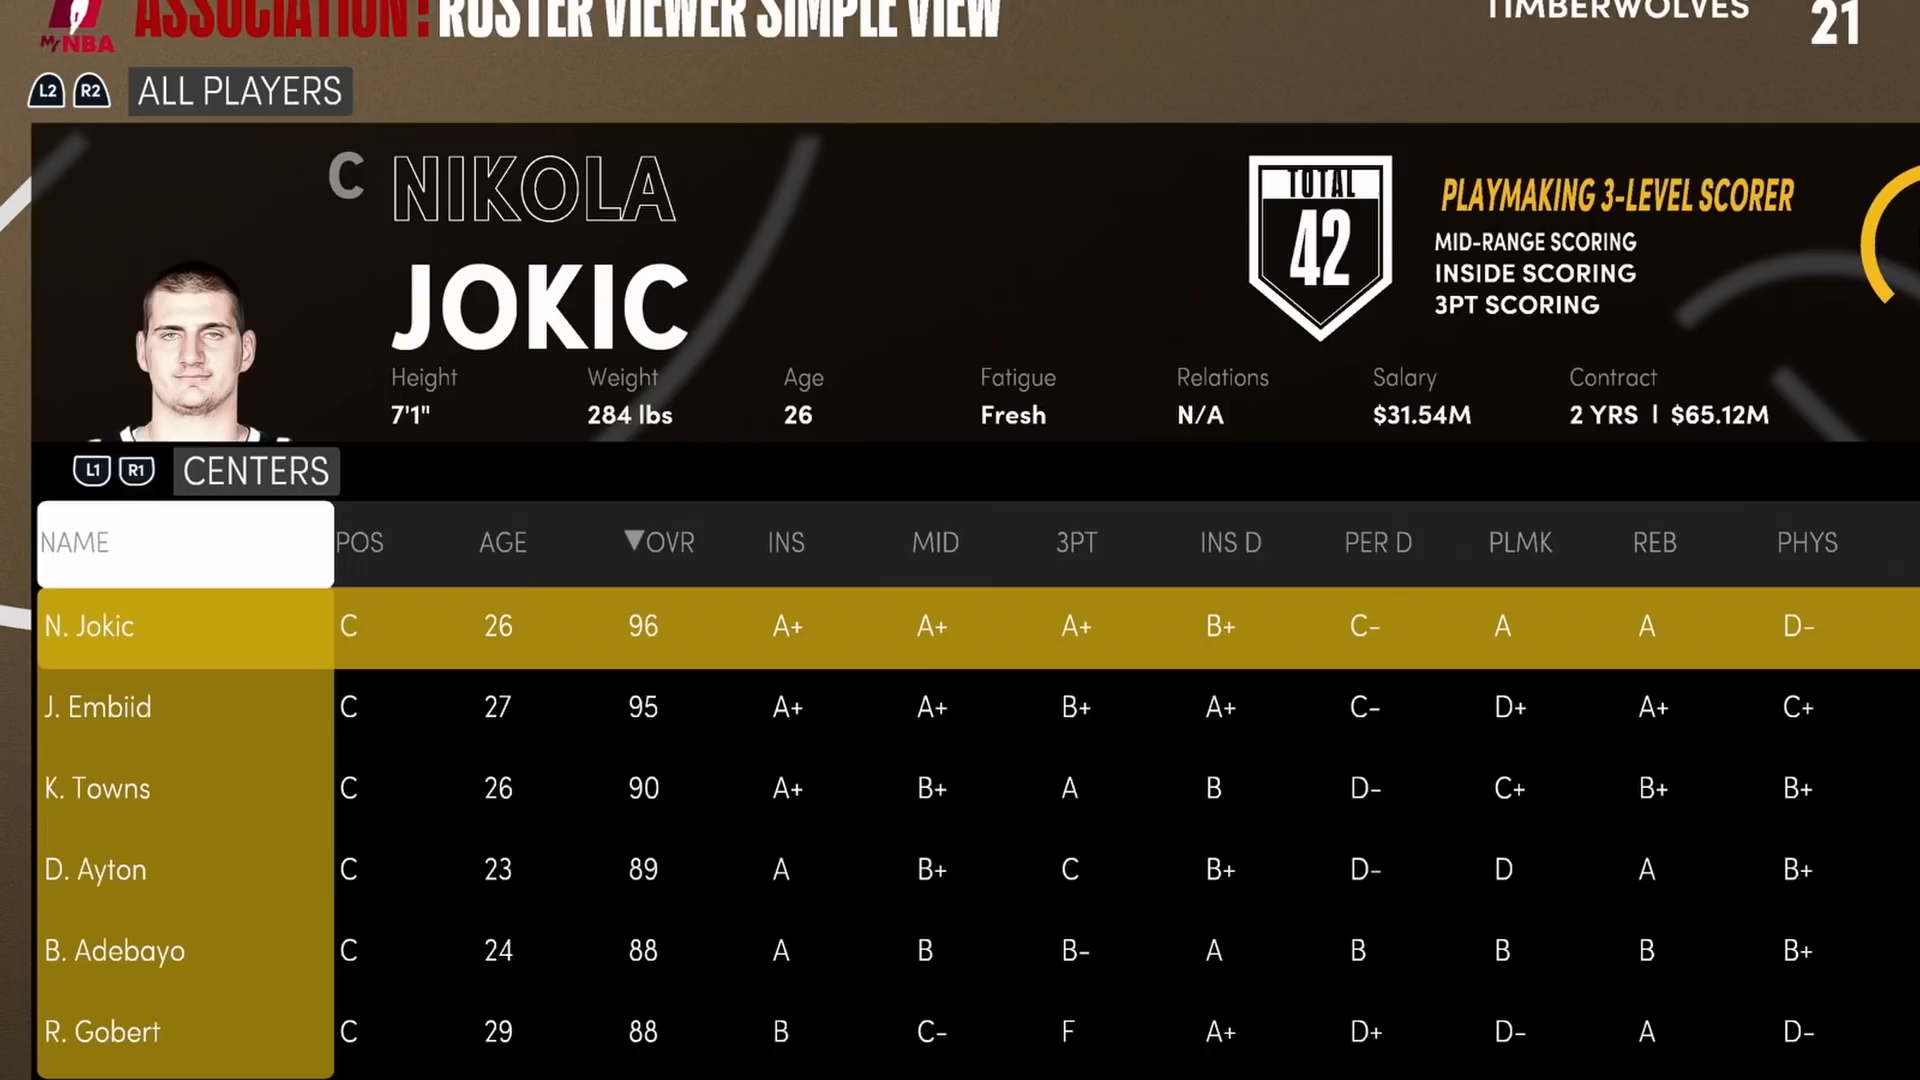 ASSOCIATION: ROSTER VIEWER SIMPLE VIEW
TIMBERWOLVES 21
My NBA
L2 R2 ALL PLAYERS
C NIKOLA
JOKIC
TOTAL
42
PLAYMAKING 3-LEVEL SCORER
MID-RANGE SCORING
INSIDE SCORING
3PT SCORING
Height Weight Age Fatigue Relations Salary Contract
7'1" 284 lbs 26 Fresh N/A $31.54M 2 YRS | $65.12M
L1 R1 CENTERS
NAME POS AGE ▼OVR INS MID 3PT INS D PER D PLMK REB PHYS
N. Jokic C 26 96 A+ A+ A+ B+ C- A A D-
J. Embiid C 27 95 A+ A+ B+ A+ C- D+ A+ C+
K. Towns C 26 90 A+ B+ A B D- C+ B+ B+
D. Ayton C 23 89 A B+ C B+ D- D A B+
B. Adebayo C 24 88 A B B- A B B B B+
R. Gobert C 29 88 B C- F A+ D+ D- A D-